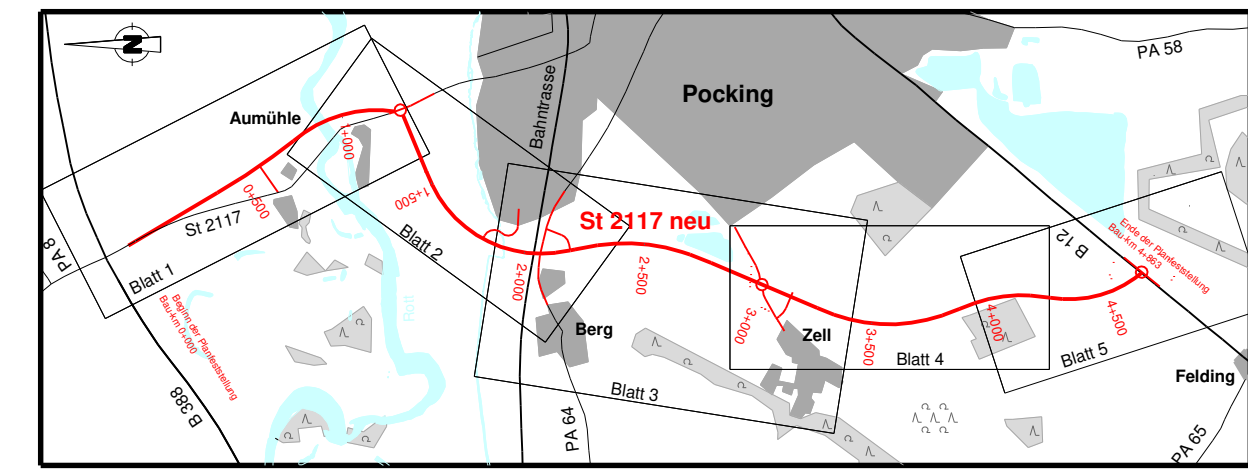 N
Aumühle
Pocking
PA 58
Bahntrasse
1+000
0+500
1+500
St 2117
St 2117 neu
PA 8
Blatt 1
Blatt 2
B 12
Ende der Planfeststellung
Bau-km 4+863
Beginn der Planfeststellung
Bau-km 0+000
Rott
2+000
2+500
3+000
3+500
4+000
4+500
Berg
Zell
Blatt 3
Blatt 4
Blatt 5
Felding
B 388
PA 64
PA 65